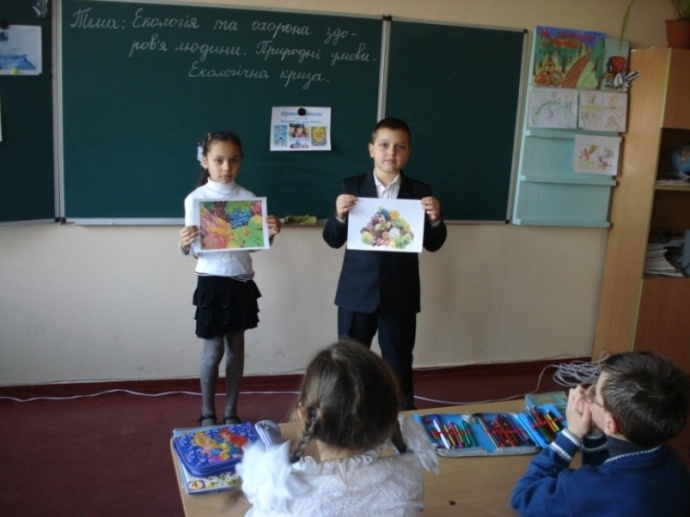 Тема: Екологія та охорона здо-
ров'я людини. Природні умови.
Екологічна криза.